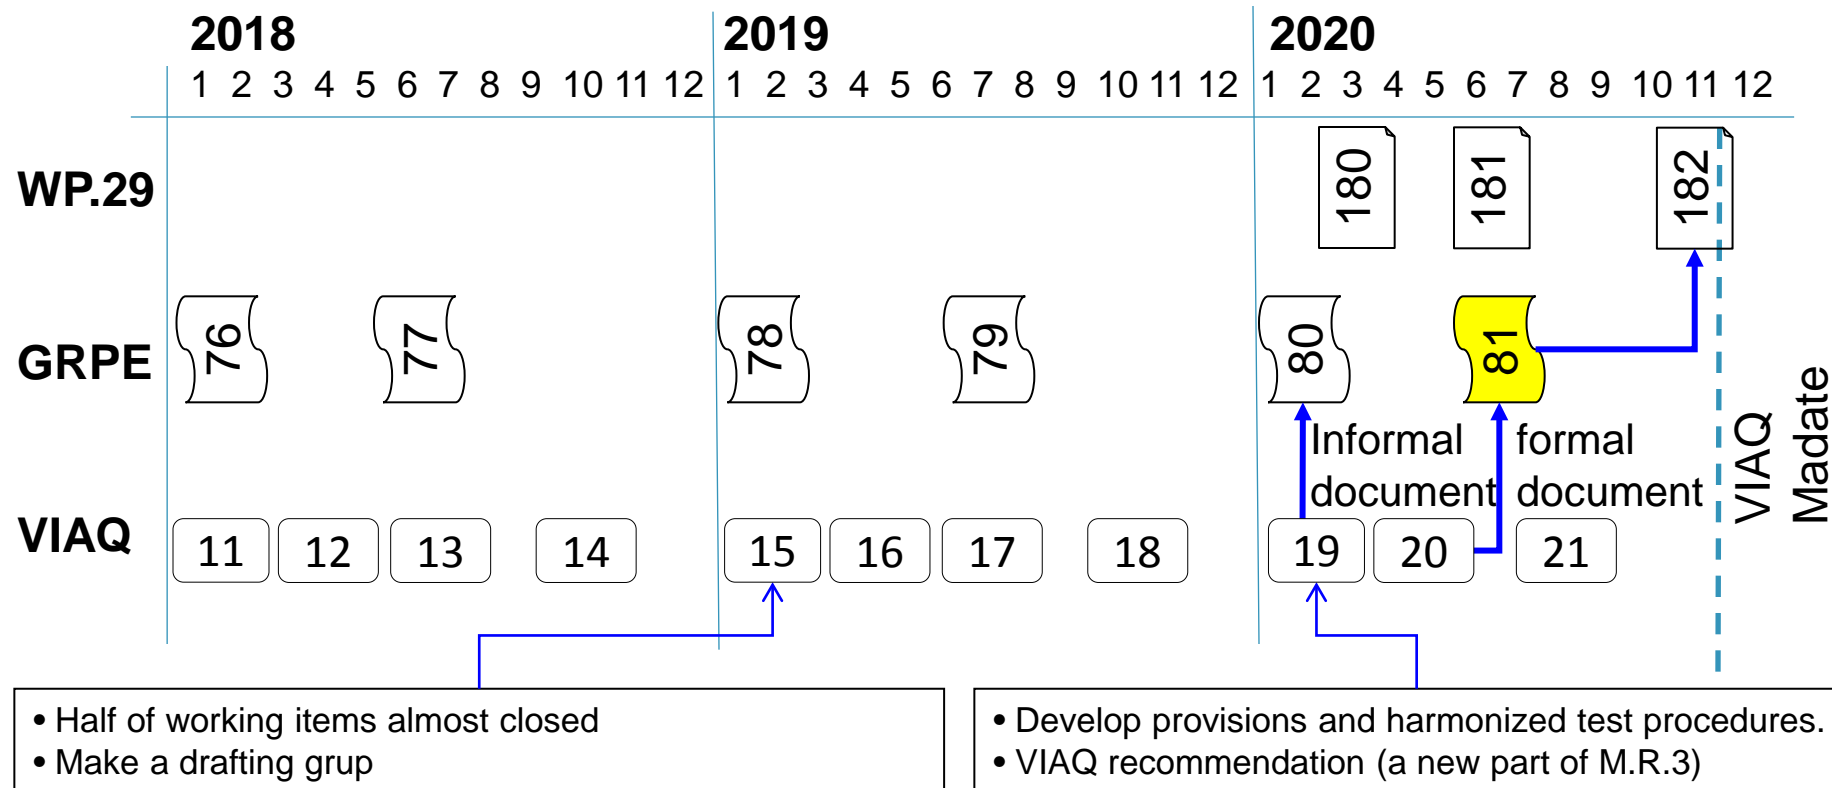 2018 2019 2020
1 2 3 4 5 6 7 8 9 10 11 12 1 2 3 4 5 6 7 8 9 10 11 12 1 2 3 4 5 6 7 8 9 10 11 12
WP.29 180 181 182
GRPE 76 77 78 79 80 81
Informal document
formal document
VIAQ Madate
VIAQ 11 12 13 14 15 16 17 18 19 20 21
• Half of working items almost closed
• Make a drafting grup
• Develop provisions and harmonized test procedures.
• VIAQ recommendation (a new part of M.R.3)